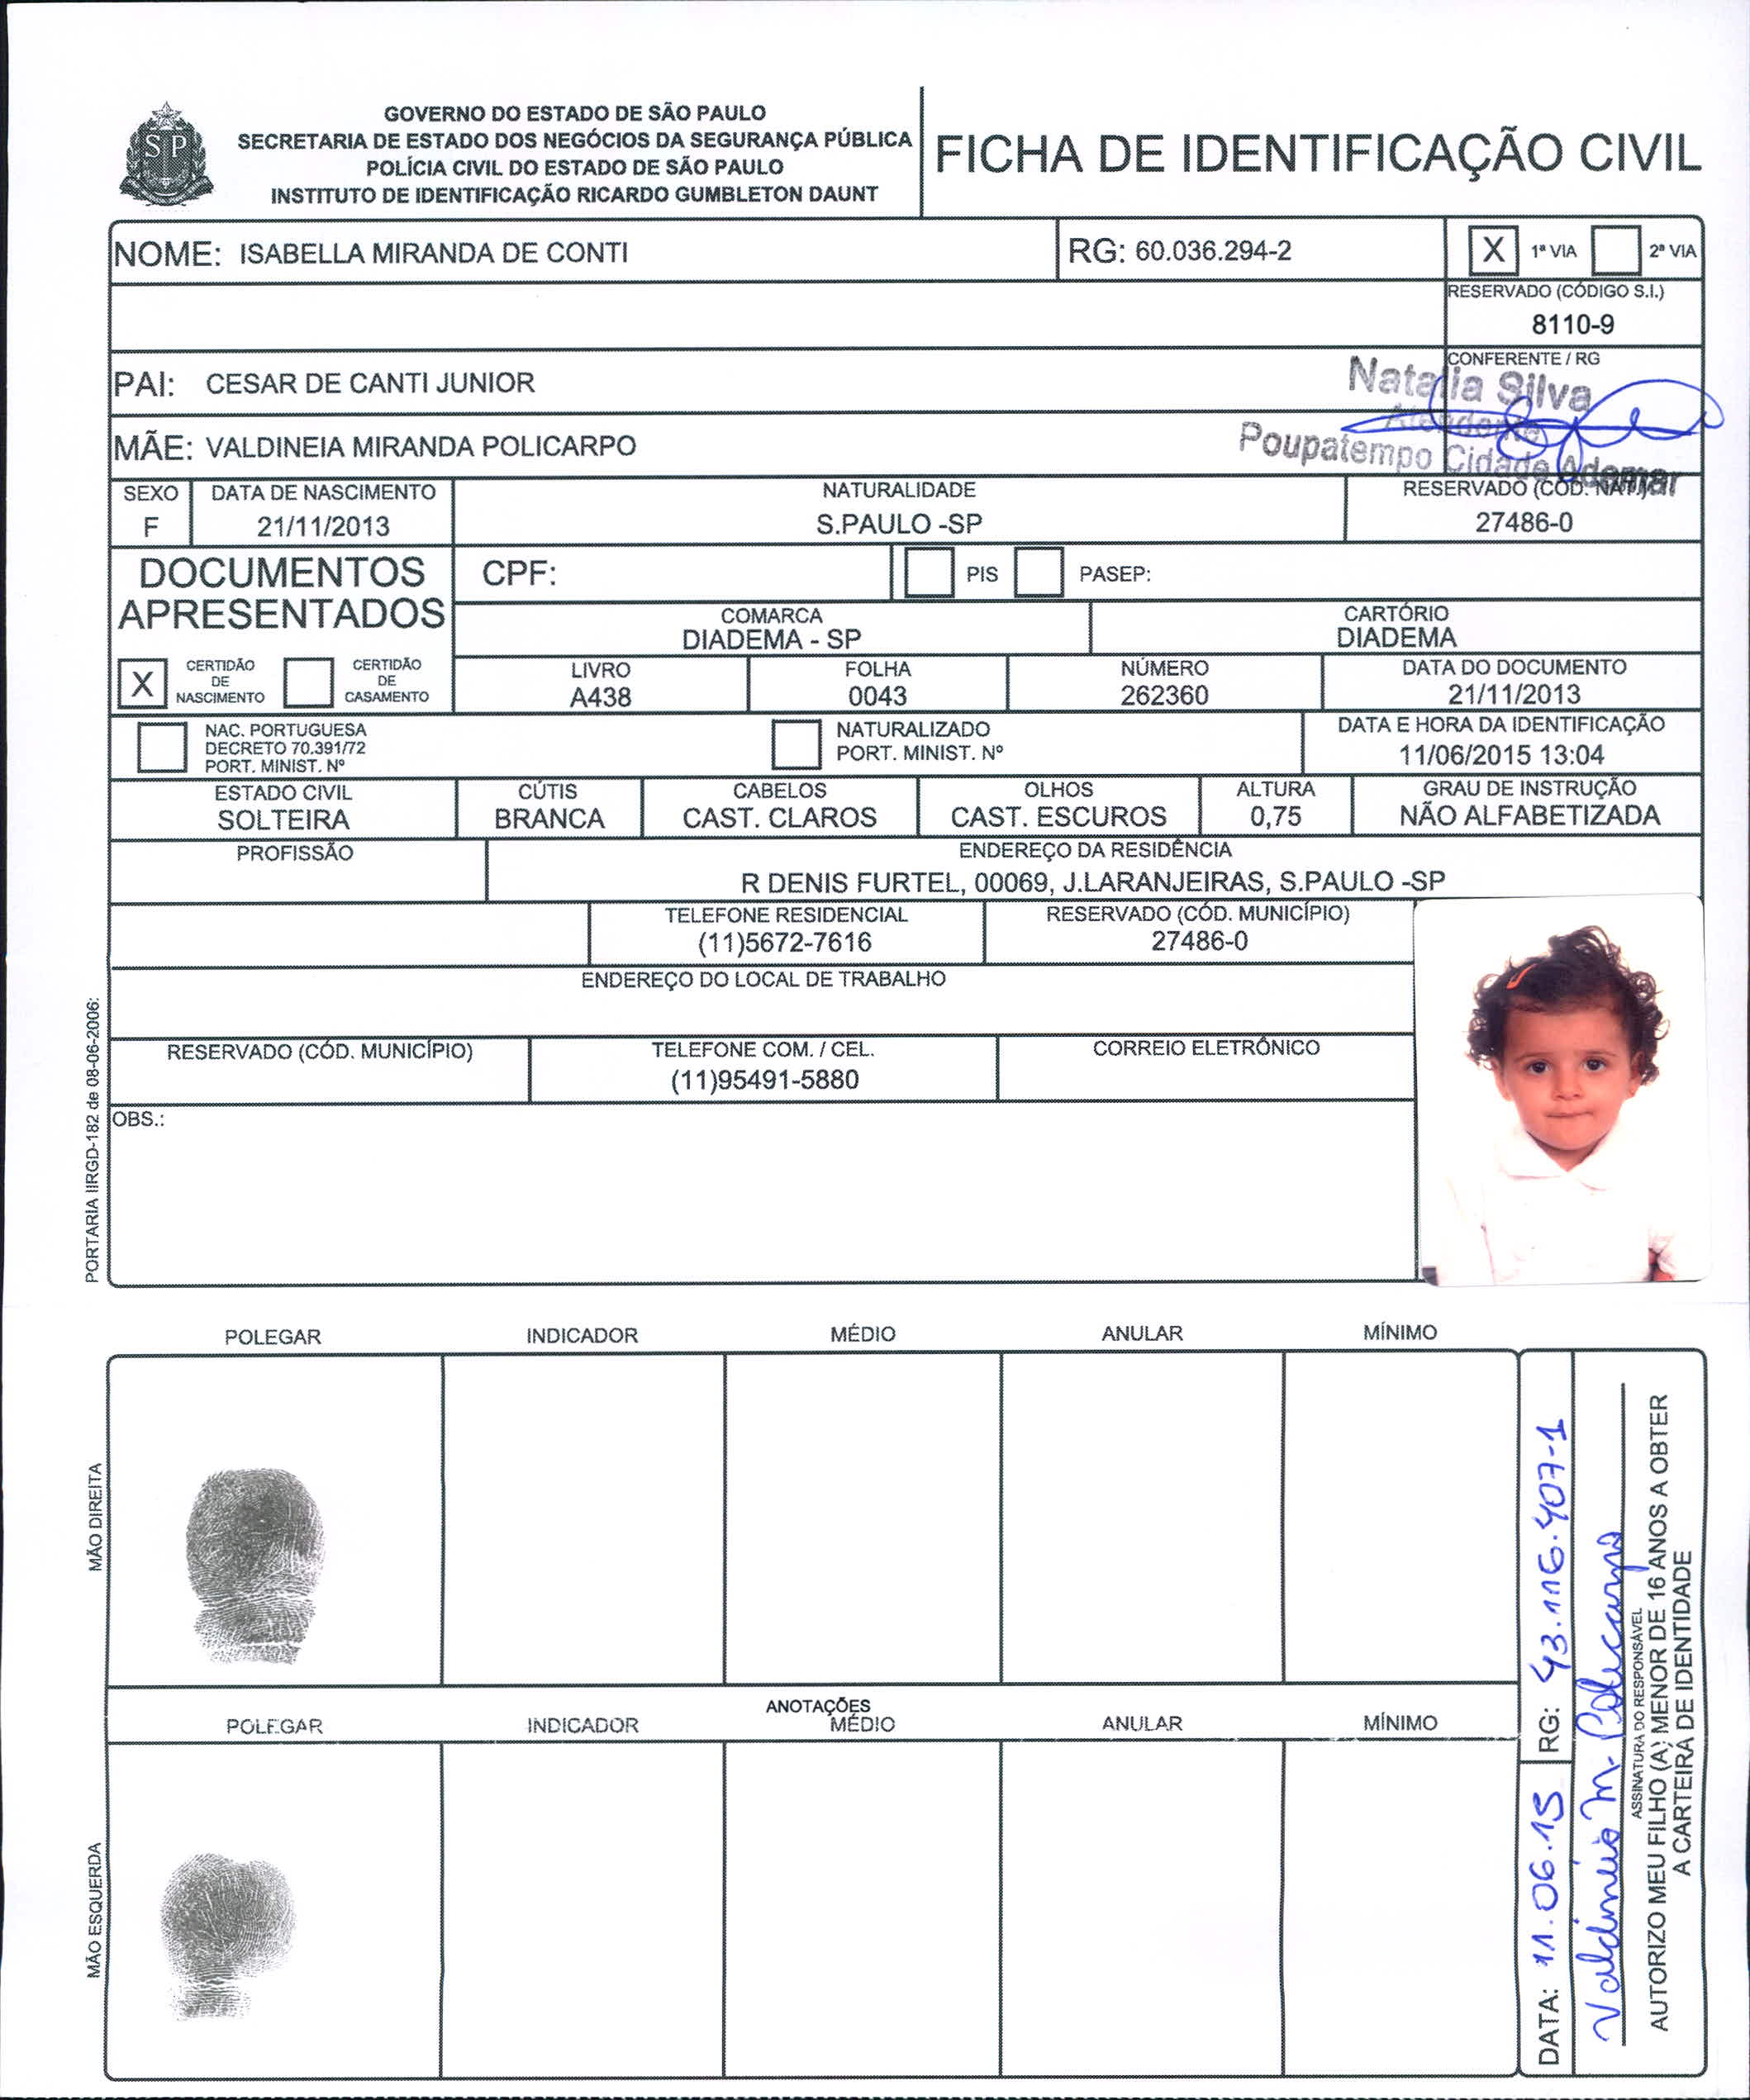 SP
GOVERNO DO ESTADO DE SÃO PAULO
SECRETARIA DE ESTADO DOS NEGÓCIOS DA SEGURANÇA PÚBLICA
POLÍCIA CIVIL DO ESTADO DE SÃO PAULO
INSTITUTO DE IDENTIFICAÇÃO RICARDO GUMBLETON DAUNT
FICHA DE IDENTIFICAÇÃO CIVIL
NOME: ISABELLA MIRANDA DE CONTI
RG: 60.036.294-2
X 1ª VIA 2ª VIA
RESERVADO (CÓDIGO S.I.)
8110-9
PAI: CESAR DE CANTI JUNIOR
CONFERENTE / RG
Natalia Silva
Atendente
Poupatempo Cidade Ademar
MÃE: VALDINEIA MIRANDA POLICARPO
SEXO DATA DE NASCIMENTO NATURALIDADE RESERVADO (CÓD. NAT.)
F 21/11/2013 S.PAULO -SP 27486-0
DOCUMENTOS
APRESENTADOS
CPF: PIS PASEP:
COMARCA CARTÓRIO
DIADEMA - SP DIADEMA
X CERTIDÃO DE NASCIMENTO CERTIDÃO DE CASAMENTO
LIVRO FOLHA NÚMERO DATA DO DOCUMENTO
A438 0043 262360 21/11/2013
NAC. PORTUGUESA
DECRETO 70.391/72
PORT. MINIST. Nº
NATURALIZADO
PORT. MINIST. Nº
DATA E HORA DA IDENTIFICAÇÃO
11/06/2015 13:04
ESTADO CIVIL CÚTIS CABELOS OLHOS ALTURA GRAU DE INSTRUÇÃO
SOLTEIRA BRANCA CAST. CLAROS CAST. ESCUROS 0,75 NÃO ALFABETIZADA
PROFISSÃO ENDEREÇO DA RESIDÊNCIA
R DENIS FURTEL, 00069, J.LARANJEIRAS, S.PAULO -SP
TELEFONE RESIDENCIAL RESERVADO (CÓD. MUNICÍPIO)
(11)5672-7616 27486-0
ENDEREÇO DO LOCAL DE TRABALHO
RESERVADO (CÓD. MUNICÍPIO) TELEFONE COM. / CEL. CORREIO ELETRÔNICO
(11)95491-5880
OBS.:
PORTARIA IIRGD-182 de 08-06-2006:
POLEGAR INDICADOR MÉDIO ANULAR MÍNIMO
MÃO DIREITA
ANOTAÇÕES
POLEGAR INDICADOR MÉDIO ANULAR MÍNIMO
MÃO ESQUERDA
DATA: 11.06.15 RG: 43.116.407-1
Valdineia M. Policarpo
ASSINATURA DO RESPONSÁVEL
AUTORIZO MEU FILHO (A) MENOR DE 16 ANOS A OBTER
A CARTEIRA DE IDENTIDADE